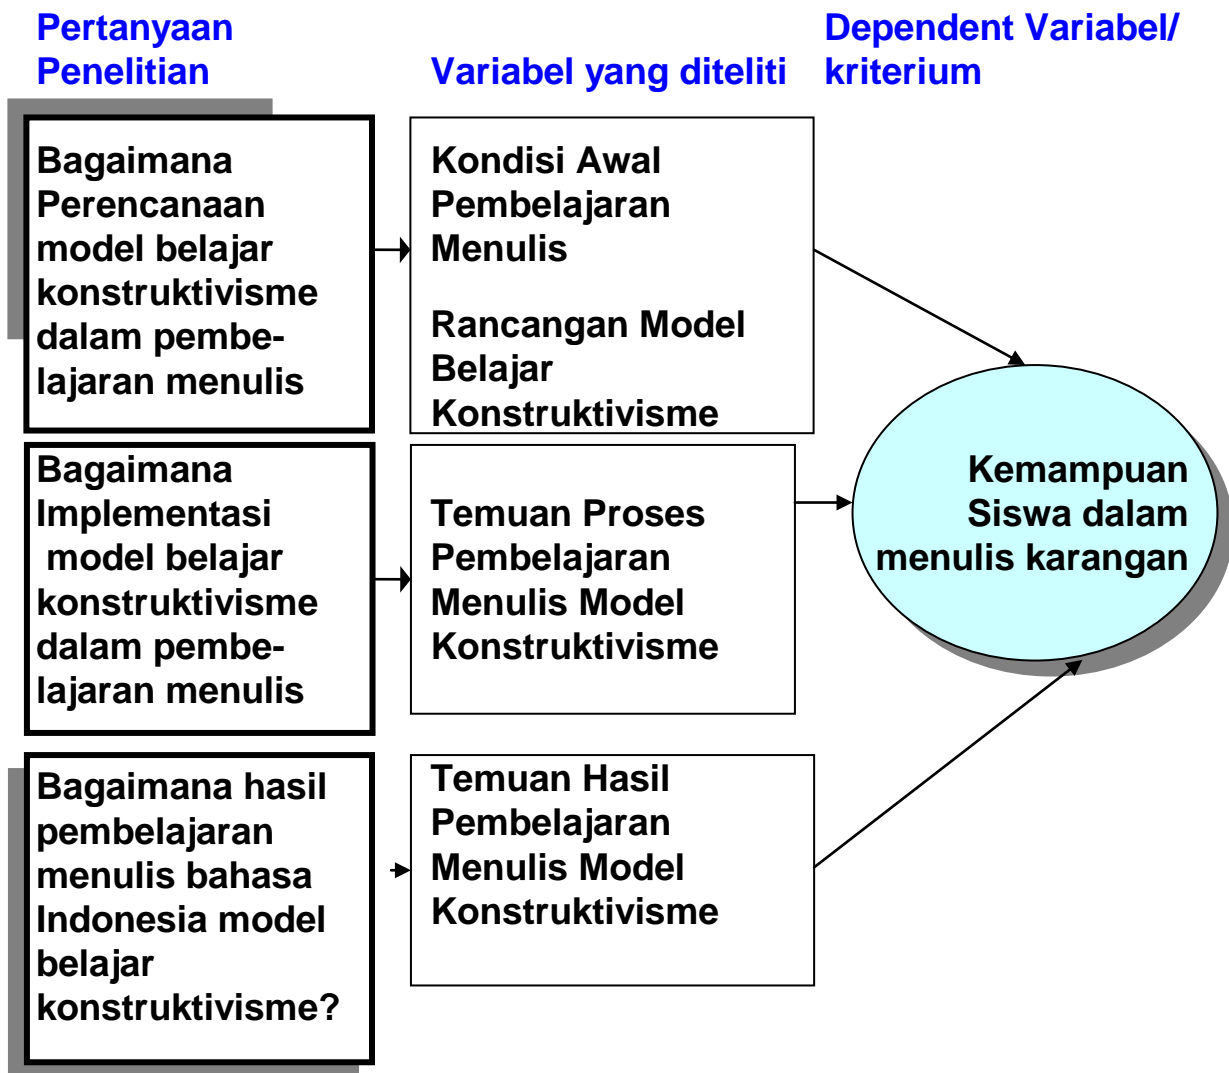 Pertanyaan
Penelitian
Variabel yang diteliti
Dependent Variabel/
kriterium
Bagaimana
Perencanaan
model belajar
konstruktivisme
dalam pembe-
lajaran menulis
Kondisi Awal
Pembelajaran
Menulis
Rancangan Model
Belajar
Konstruktivisme
Bagaimana
Implementasi
model belajar
konstruktivisme
dalam pembe-
lajaran menulis
Temuan Proses
Pembelajaran
Menulis Model
Konstruktivisme
Kemampuan
Siswa dalam
menulis karangan
Bagaimana hasil
pembelajaran
menulis bahasa
Indonesia model
belajar
konstruktivisme?
Temuan Hasil
Pembelajaran
Menulis Model
Konstruktivisme